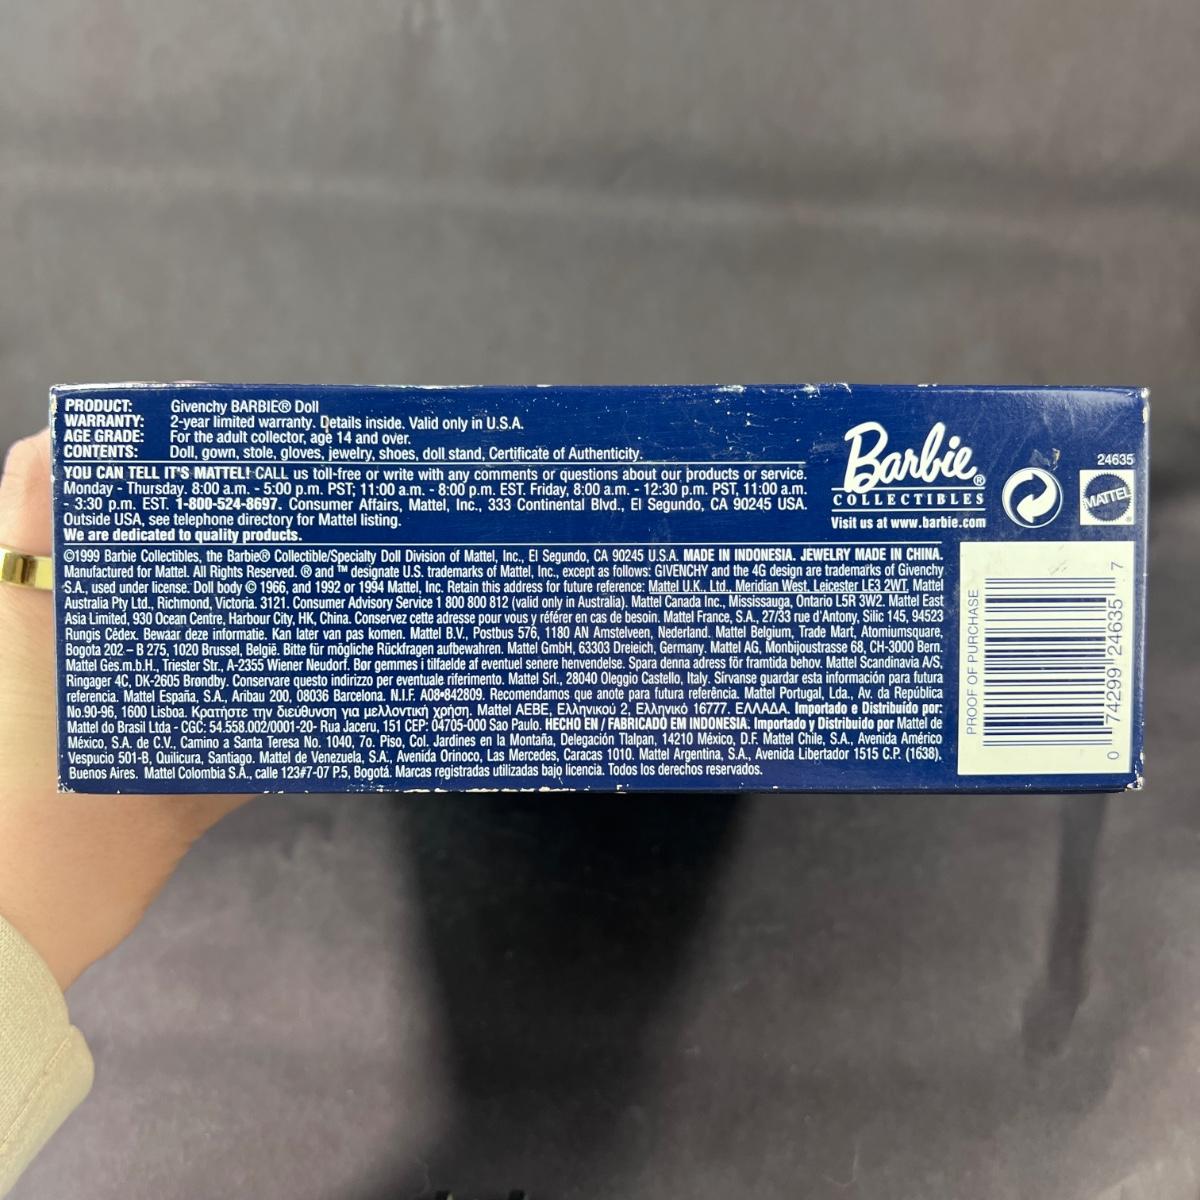 PRODUCT: Givenchy BARBIE® Doll
WARRANTY: 2-year limited warranty. Details inside. Valid only in U.S.A.
AGE GRADE: For the adult collector, age 14 and over.
CONTENTS: Doll, gown, stole, gloves, jewelry, shoes, doll stand, Certificate of Authenticity.
YOU CAN TELL IT'S MATTEL! CALL us toll-free or write with any comments or questions about our products or service.
Monday - Thursday. 8:00 a.m. - 5:00 p.m. PST; 11:00 a.m. - 8:00 p.m. EST. Friday, 8:00 a.m. - 12:30 p.m. PST, 11:00 a.m.
- 3:30 p.m. EST. 1-800-524-8697. Consumer Affairs, Mattel, Inc., 333 Continental Blvd., El Segundo, CA 90245 USA.
Outside USA, see telephone directory for Mattel listing.
We are dedicated to quality products.
©1999 Barbie Collectibles, the Barbie® Collectible/Specialty Doll Division of Mattel, Inc., El Segundo, CA 90245 U.S.A. MADE IN INDONESIA. JEWELRY MADE IN CHINA.
Manufactured for Mattel. All Rights Reserved. ® and ™ designate U.S. trademarks of Mattel, Inc., except as follows: GIVENCHY and the 4G design are trademarks of Givenchy
S.A., used under license. Doll body © 1966, and 1992 or 1994 Mattel, Inc. Retain this address for future reference: Mattel U.K., Ltd., Meridian West, Leicester LE3 2WT. Mattel
Australia Pty Ltd., Richmond, Victoria. 3121. Consumer Advisory Service 1 800 800 812 (valid only in Australia). Mattel Canada Inc., Mississauga, Ontario L5R 3W2. Mattel East
Asia Limited, 930 Ocean Centre, Harbour City, HK, China. Conservez cette adresse pour vous y référer en cas de besoin. Mattel France, S.A., 27/33 rue d'Antony, Silic 145, 94523
Rungis Cédex. Bewaar deze informatie. Kan later van pas komen. Mattel B.V., Postbus 576, 1180 AN Amstelveen, Nederland. Mattel Belgium, Trade Mart, Atomiumsquare,
Bogota 202 – B 275, 1020 Brussel, België. Bitte für mögliche Rückfragen aufbewahren. Mattel GmbH, 63303 Dreieich, Germany. Mattel AG, Monbijoustrasse 68, CH-3000 Bern.
Mattel Ges.m.b.H., Triester Str., A-2355 Wiener Neudorf. Bør gemmes i tilfaelde af eventuel senere henvendelse. Spara denna adress för framtida behov. Mattel Scandinavia A/S,
Ringager 4C, DK-2605 Brøndby. Conservare questo indirizzo per eventuale riferimento. Mattel Srl., 28040 Oleggio Castello, Italy. Sírvanse guardar esta información para futura
referencia. Mattel España, S.A., Aribau 200, 08036 Barcelona. N.I.F. A08•842809. Recomendamos que anote para futura referência. Mattel Portugal, Lda., Av. da República
No.90-96, 1600 Lisboa. Κρατήστε την διεύθυνση για μελλοντική χρήση. Mattel AEBE, Ελληνικού 2, Ελληνικό 16777. ΕΛΛΑΔΑ. Importado e Distribuido por:
Mattel do Brasil Ltda - CGC: 54.558.002/0001-20- Rua Jaceru, 151 CEP: 04705-000 Sao Paulo. HECHO EN / FABRICADO EM INDONESIA. Importado y Distribuido por Mattel de
México, S.A. de C.V., Camino a Santa Teresa No. 1040, 7o. Piso, Col. Jardines en la Montaña, Delegación Tlalpan, 14210 México, D.F. Mattel Chile, S.A., Avenida Américo
Vespucio 501-B, Quilicura, Santiago. Mattel de Venezuela, S.A., Avenida Orinoco, Las Mercedes, Caracas 1010. Mattel Argentina, S.A., Avenida Libertador 1515 C.P. (1638),
Buenos Aires. Mattel Colombia S.A., calle 123#7-07 P.5, Bogotá. Marcas registradas utilizadas bajo licencia. Todos los derechos reservados.
Barbie®
COLLECTIBLES
Visit us at www.barbie.com
24635
MATTEL®
PROOF OF PURCHASE
0 74299 24635 7